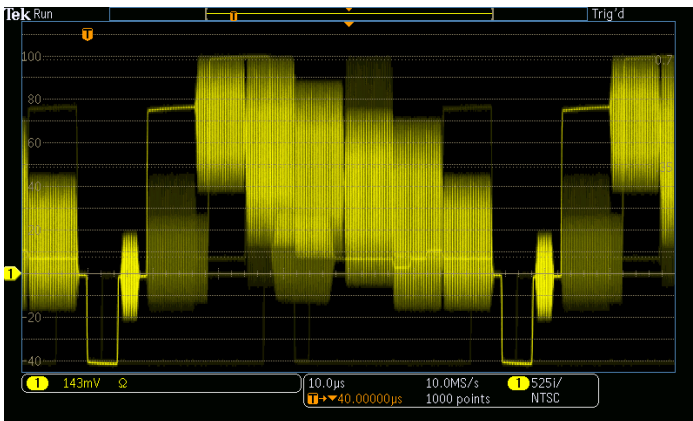 Tek Run Trig'd
T
T
100
0.7
80
60
40
20
1
-20
-40
1 143mV Ω
10.0µs 10.0MS/s 1 525i/
T→▼40.00000µs 1000 points NTSC